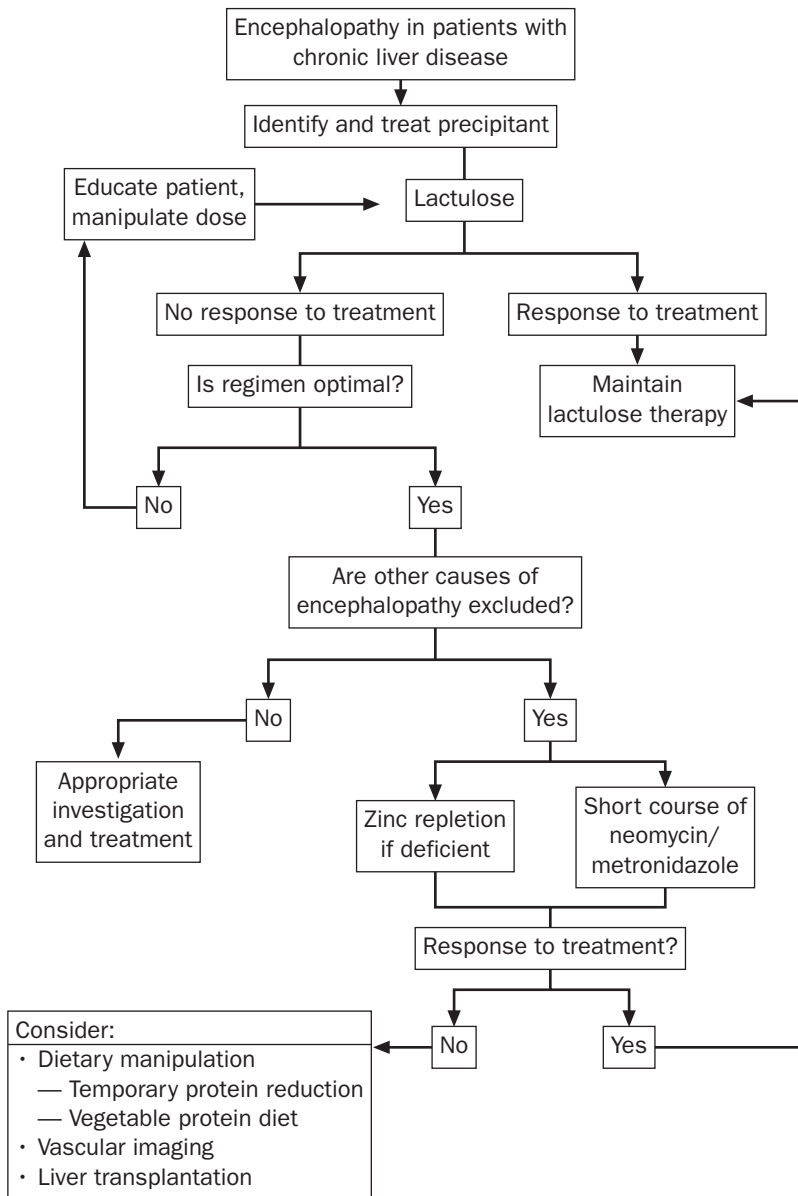 Encephalopathy in patients with
chronic liver disease
Identify and treat precipitant
Educate patient,
manipulate dose
Lactulose
No response to treatment
Response to treatment
Is regimen optimal?
Maintain
lactulose therapy
No
Yes
Are other causes of
encephalopathy excluded?
No
Yes
Appropriate
investigation
and treatment
Zinc repletion
if deficient
Short course of
neomycin/
metronidazole
Response to treatment?
No
Yes
Consider:
· Dietary manipulation
— Temporary protein reduction
— Vegetable protein diet
· Vascular imaging
· Liver transplantation